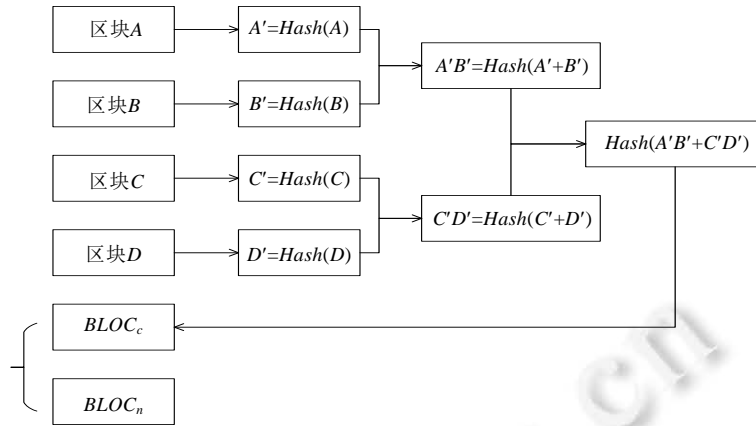 区块A
A′=Hash(A)
A′B′=Hash(A′+B′)
区块B
B′=Hash(B)
Hash(A′B′+C′D′)
区块C
C′=Hash(C)
C′D′=Hash(C′+D′)
区块D
D′=Hash(D)
BLOCc
BLOCn
cn